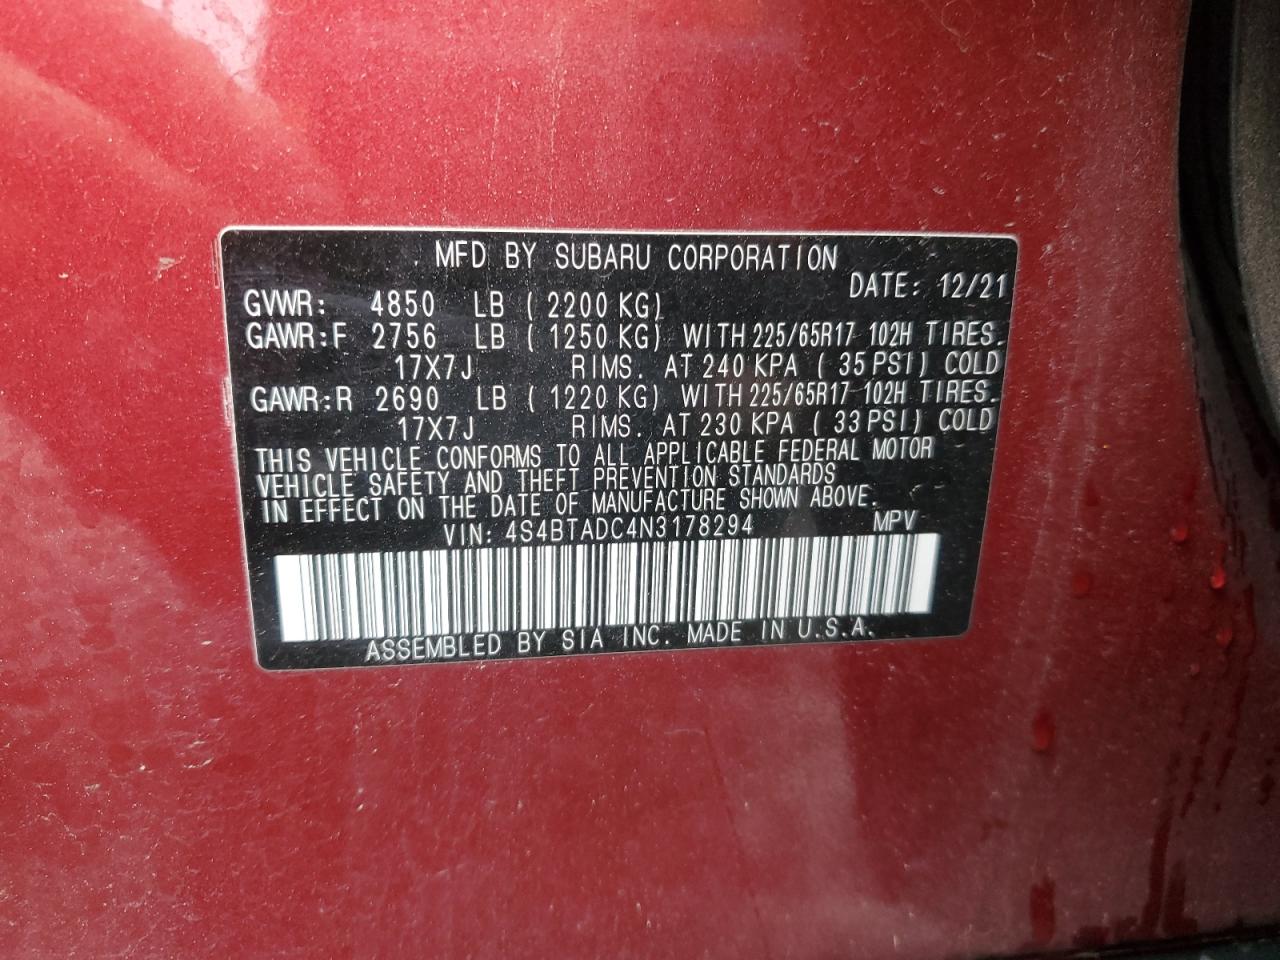 MFD BY SUBARU CORPORATION
DATE: 12/21
GVWR: 4850 LB ( 2200 KG)
GAWR:F 2756 LB ( 1250 KG) WITH 225/65R17 102H TIRES.
17X7J RIMS. AT 240 KPA ( 35 PSI) COLD
GAWR:R 2690 LB ( 1220 KG) WITH 225/65R17 102H TIRES.
17X7J RIMS. AT 230 KPA ( 33 PSI) COLD
THIS VEHICLE CONFORMS TO ALL APPLICABLE FEDERAL MOTOR
VEHICLE SAFETY AND THEFT PREVENTION STANDARDS
IN EFFECT ON THE DATE OF MANUFACTURE SHOWN ABOVE.
VIN: 4S4BTADC4N3178294 MPV
ASSEMBLED BY SIA INC. MADE IN U.S.A.